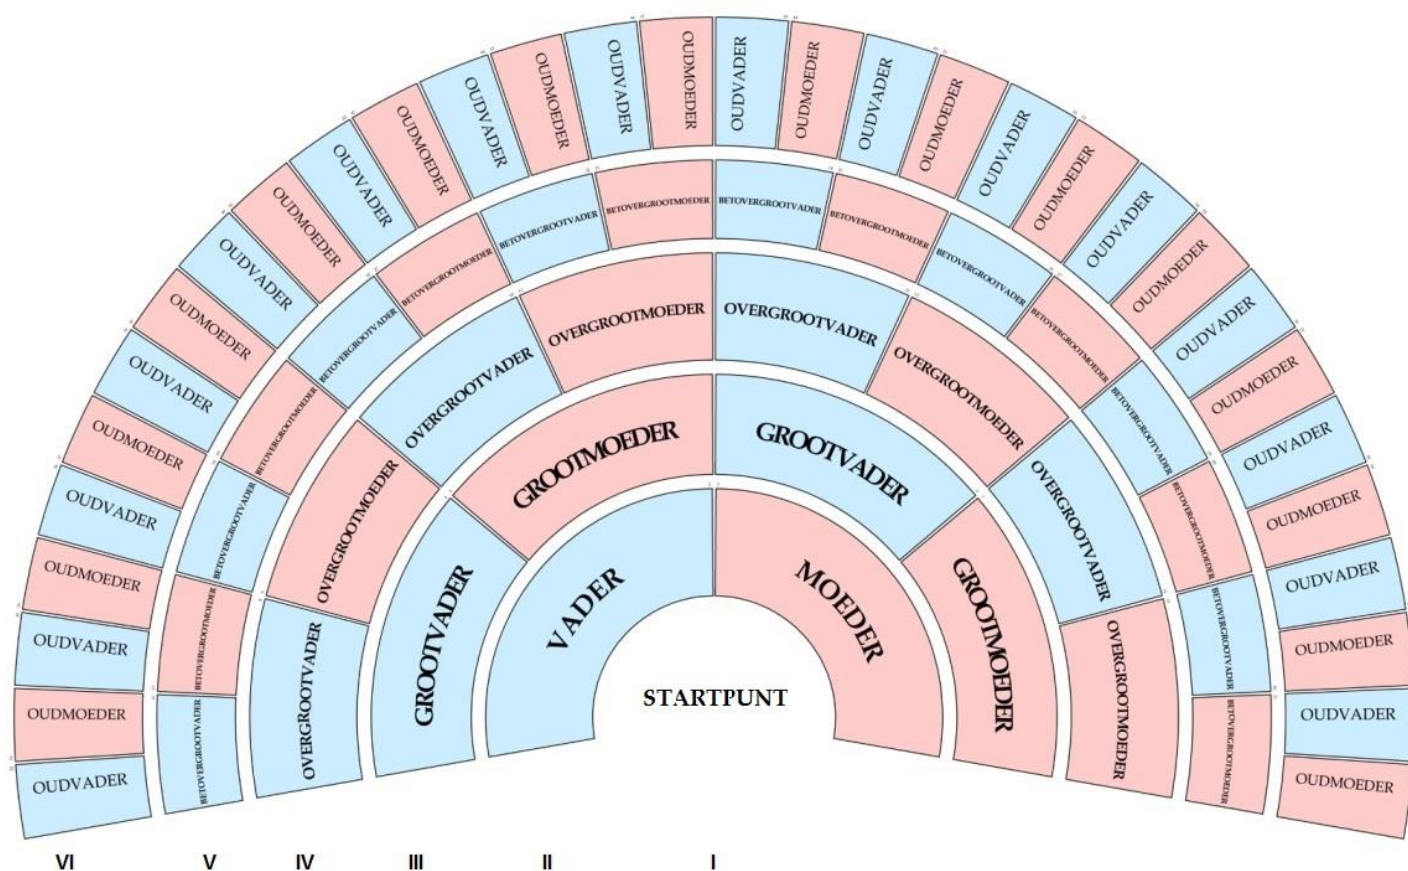 OUDVADER
OUDMOEDER
OUDVADER
OUDMOEDER
OUDVADER
OUDMOEDER
OUDVADER
OUDMOEDER
OUDVADER
OUDMOEDER
OUDVADER
OUDMOEDER
OUDVADER
OUDMOEDER
OUDVADER
OUDMOEDER
OUDVADER
OUDMOEDER
OUDVADER
OUDMOEDER
OUDVADER
OUDMOEDER
OUDVADER
OUDMOEDER
OUDVADER
OUDMOEDER
OUDVADER
OUDMOEDER
OUDVADER
OUDMOEDER
OUDVADER
OUDMOEDER
BETOVERGROOTVADER
BETOVERGROOTMOEDER
BETOVERGROOTVADER
BETOVERGROOTMOEDER
BETOVERGROOTVADER
BETOVERGROOTMOEDER
BETOVERGROOTVADER
BETOVERGROOTMOEDER
BETOVERGROOTVADER
BETOVERGROOTMOEDER
BETOVERGROOTVADER
BETOVERGROOTMOEDER
BETOVERGROOTVADER
BETOVERGROOTMOEDER
BETOVERGROOTVADER
BETOVERGROOTMOEDER
OVERGROOTVADER
OVERGROOTMOEDER
OVERGROOTVADER
OVERGROOTMOEDER
OVERGROOTVADER
OVERGROOTMOEDER
OVERGROOTVADER
OVERGROOTMOEDER
GROOTVADER
GROOTMOEDER
GROOTVADER
GROOTMOEDER
VADER
MOEDER
STARTPUNT
VI V IV III II I